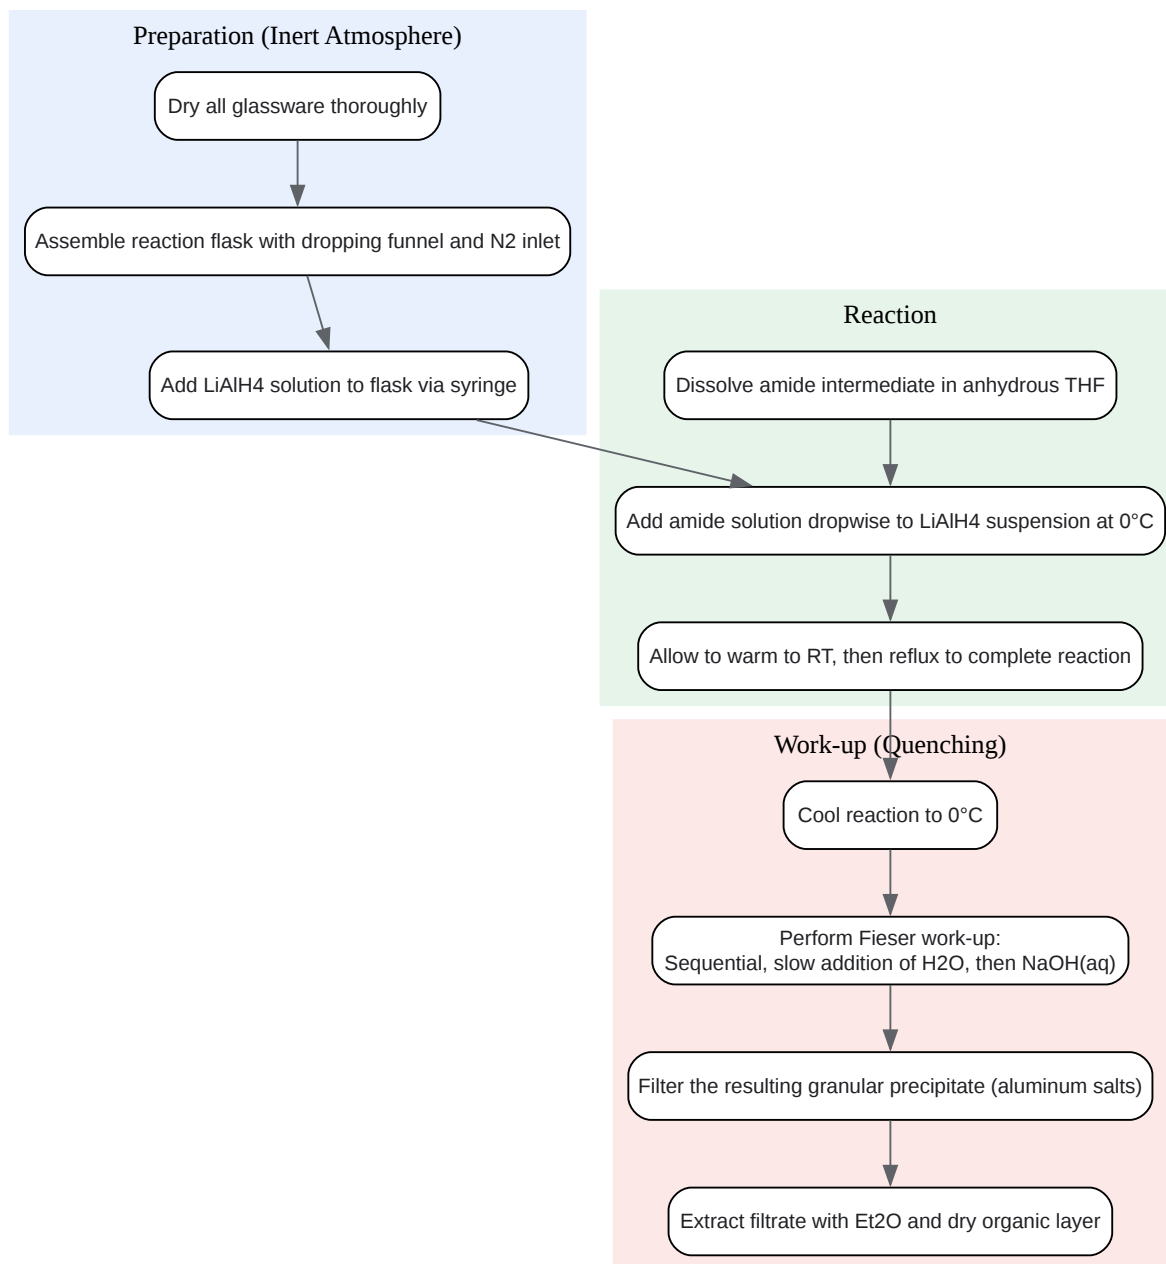 Preparation (Inert Atmosphere)
Dry all glassware thoroughly
Assemble reaction flask with dropping funnel and N2 inlet
Add LiAlH4 solution to flask via syringe
Reaction
Dissolve amide intermediate in anhydrous THF
Add amide solution dropwise to LiAlH4 suspension at 0°C
Allow to warm to RT, then reflux to complete reaction
Work-up (Quenching)
Cool reaction to 0°C
Perform Fieser work-up:
Sequential, slow addition of H2O, then NaOH(aq)
Filter the resulting granular precipitate (aluminum salts)
Extract filtrate with Et2O and dry organic layer